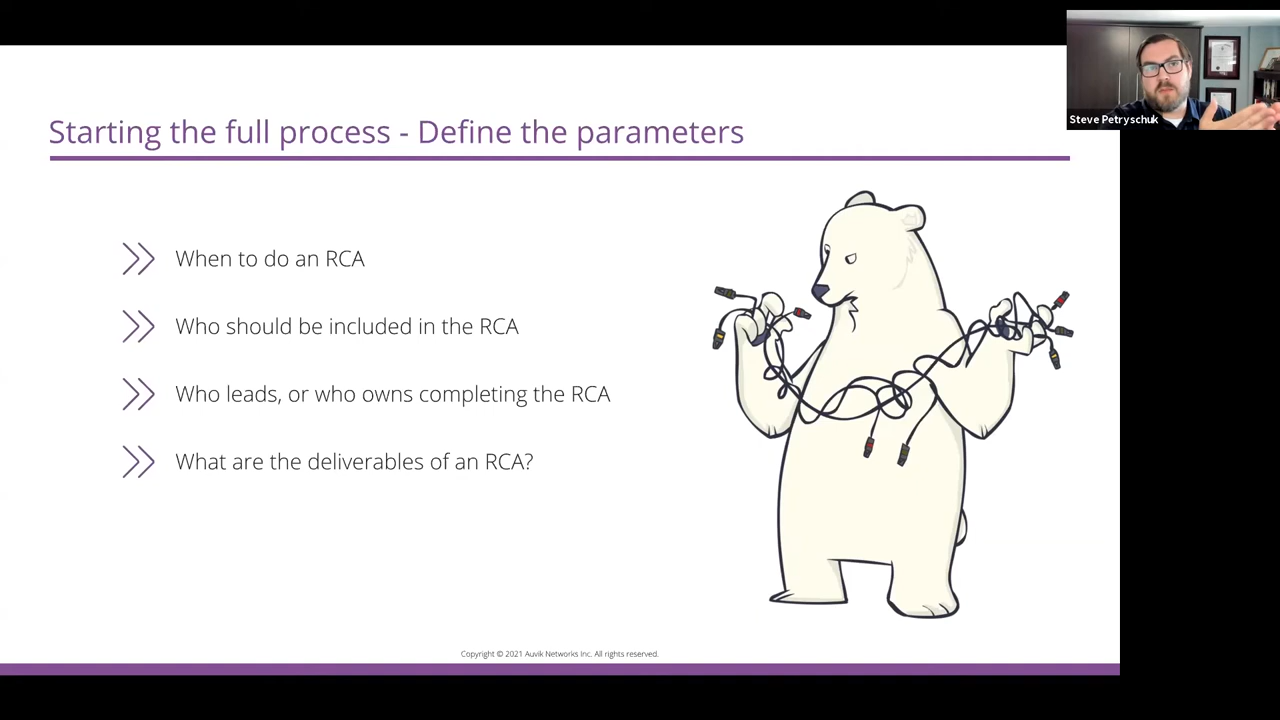 Steve Petryschuk
Starting the full process - Define the parameters
When to do an RCA
Who should be included in the RCA
Who leads, or who owns completing the RCA
What are the deliverables of an RCA?
Copyright © 2021 Auvik Networks Inc. All rights reserved.